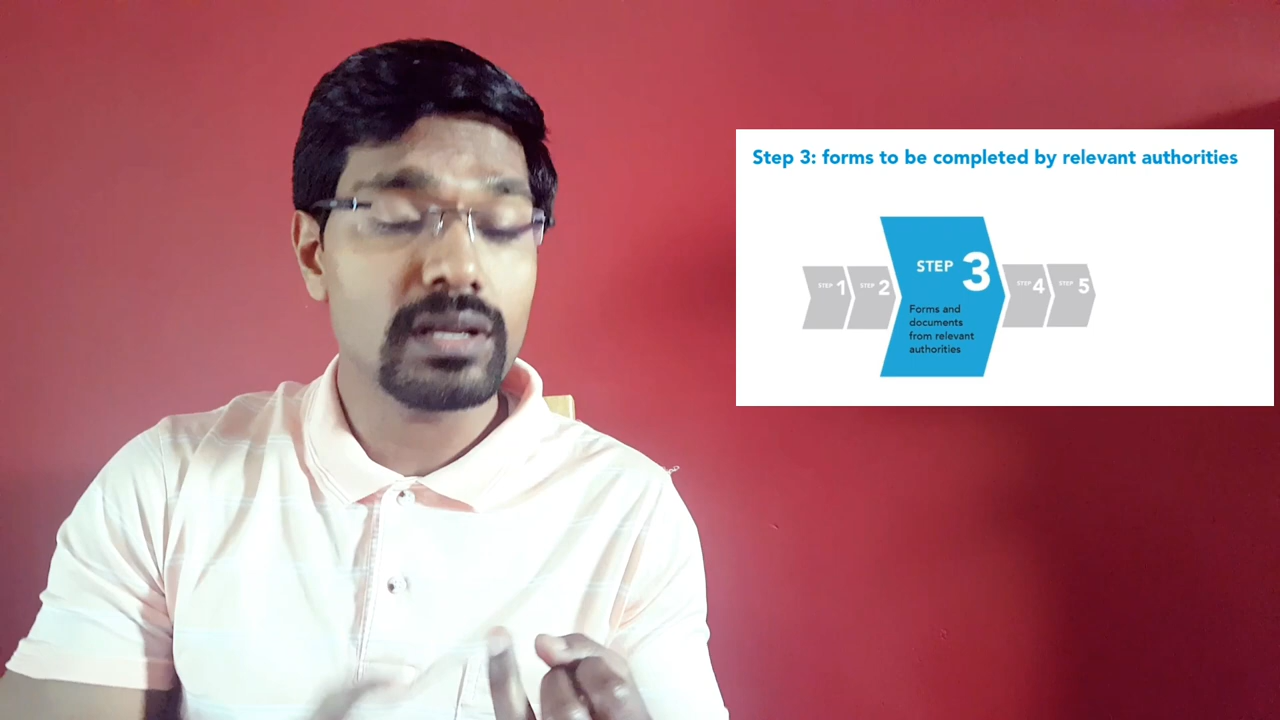 Step 3: forms to be completed by relevant authorities
STEP 1
STEP 2
STEP 3
Forms and
documents
from relevant
authorities
STEP 4
STEP 5